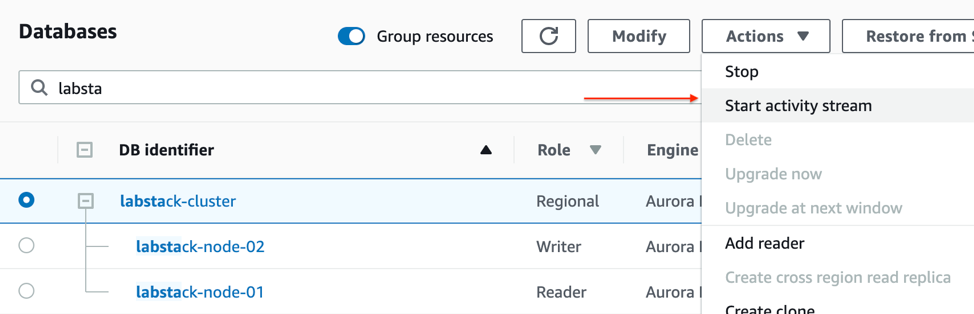 Databases
Group resources
Modify
Actions
Restore from
labsta
Stop
Start activity stream
Delete
Upgrade now
Upgrade at next window
Add reader
Create cross region read replica
Create clone
DB identifier
Role
Engine
labstack-cluster
Regional
Aurora
labstack-node-02
Writer
Aurora
labstack-node-01
Reader
Aurora